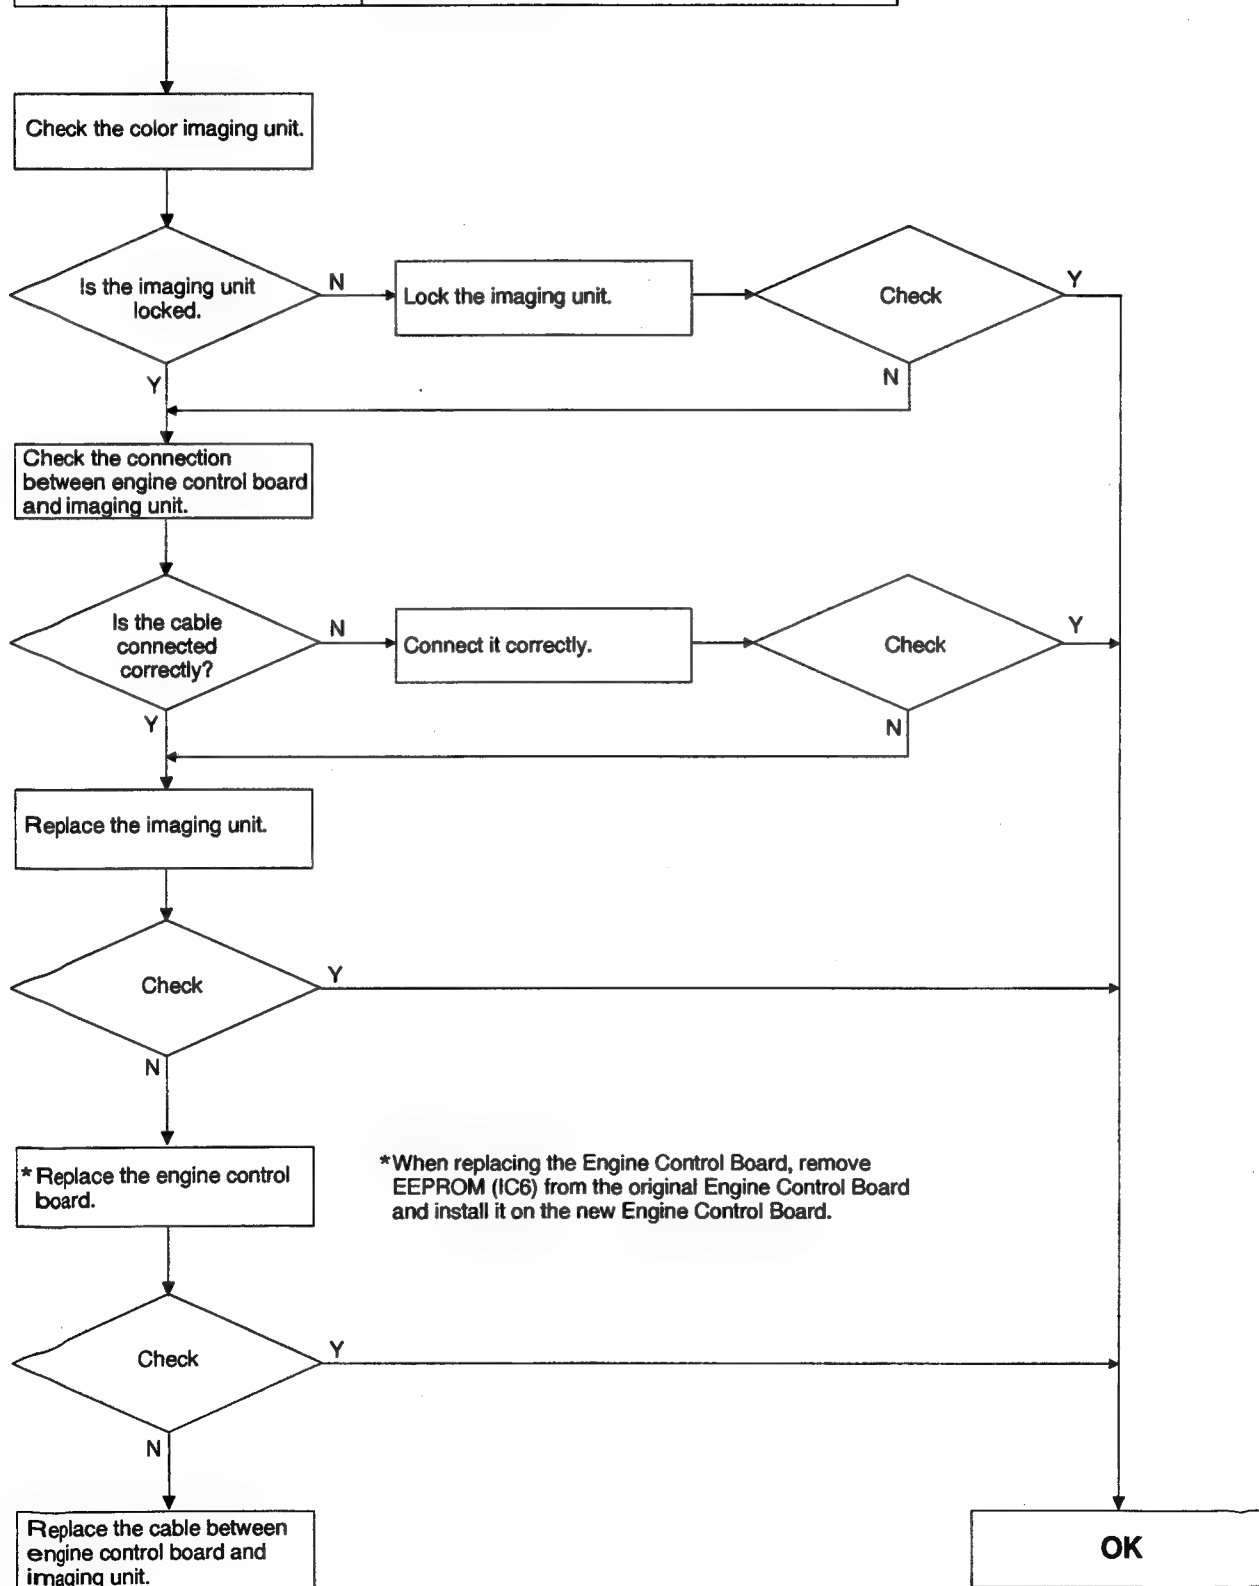 Check the color imaging unit.
Is the imaging unit
locked.
N
Lock the imaging unit.
Check
Y
Y
N
Check the connection
between engine control board
and imaging unit.
Is the cable
connected
correctly?
N
Connect it correctly.
Check
Y
Y
N
Replace the imaging unit.
Check
Y
N
* Replace the engine control
board.
*When replacing the Engine Control Board, remove
EEPROM (IC6) from the original Engine Control Board
and install it on the new Engine Control Board.
Check
Y
N
Replace the cable between
engine control board and
imaging unit.
OK